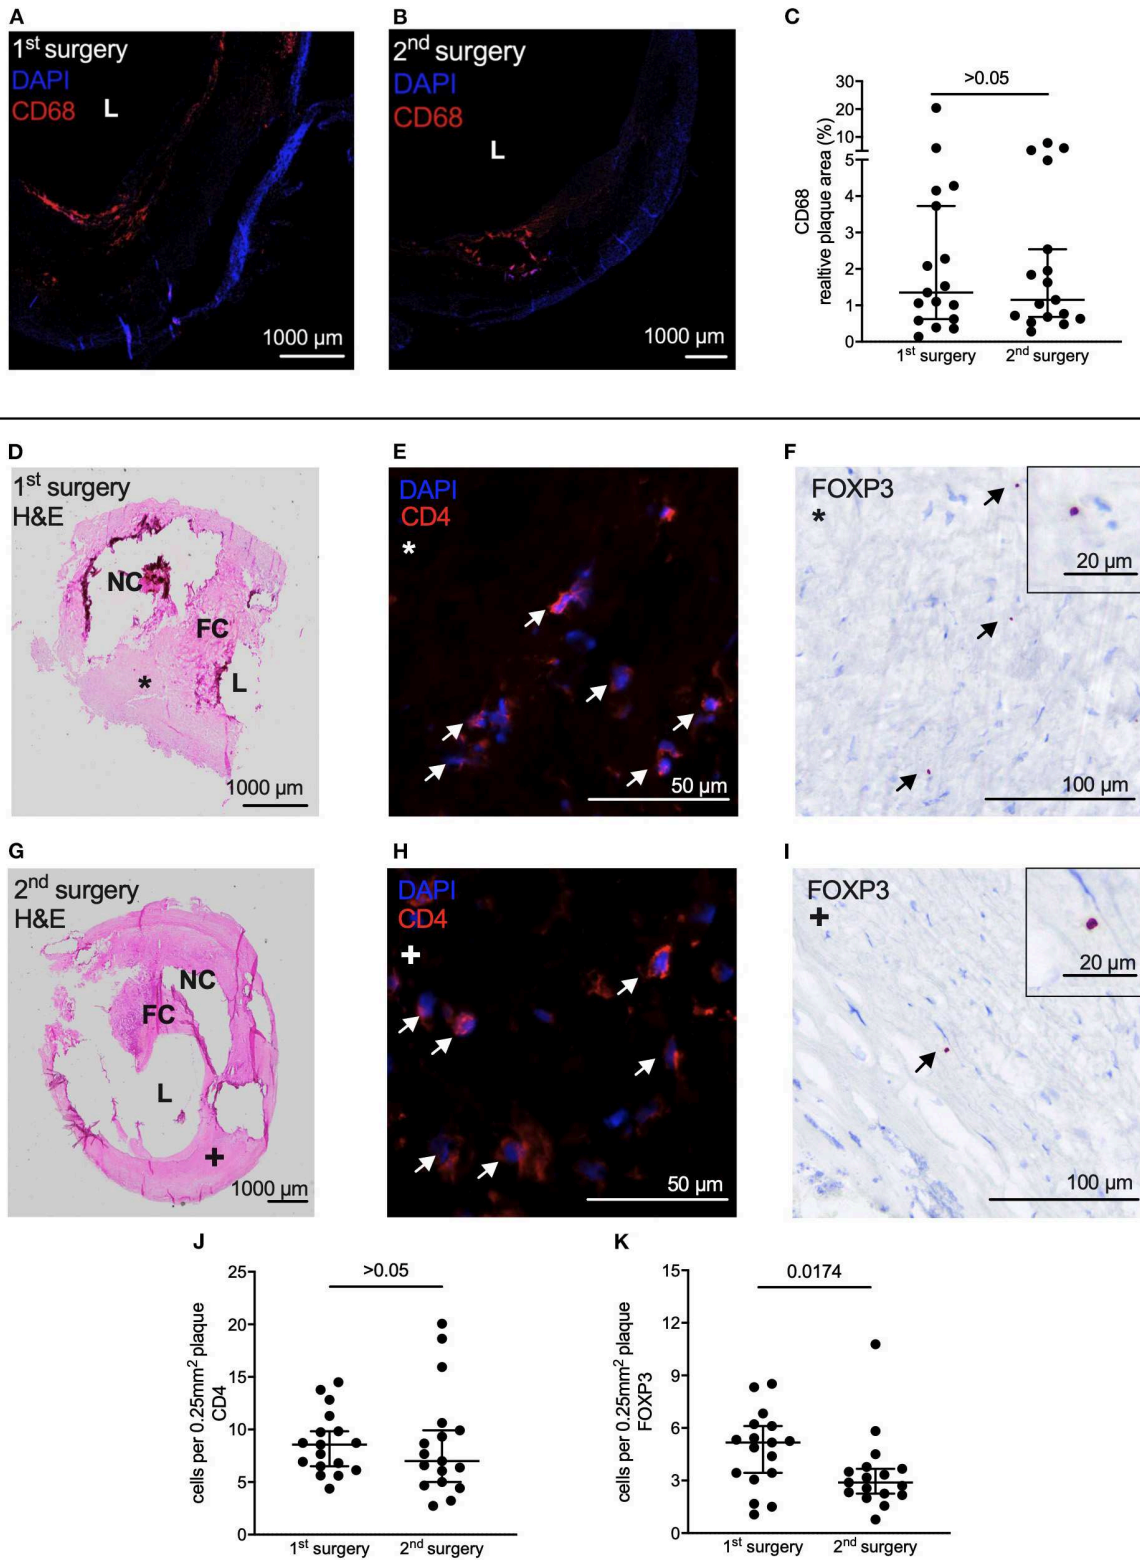 A
1st surgery
DAPI
CD68
L
1000 µm
B
2nd surgery
DAPI
CD68
L
1000 µm
C
>0.05
30
20
10
5
4
3
2
1
0
CD68
realtive plaque area (%)
1st surgery
2nd surgery
D
1st surgery
H&E
NC
FC
*
L
1000 µm
E
DAPI
CD4
*
50 µm
F
FOXP3
*
20 µm
100 µm
G
2nd surgery
H&E
NC
FC
L
+
1000 µm
H
DAPI
CD4
+
50 µm
I
FOXP3
+
20 µm
100 µm
J
>0.05
25
20
15
10
5
0
cells per 0.25mm2 plaque
CD4
1st surgery
2nd surgery
K
0.0174
15
12
9
6
3
0
cells per 0.25mm2 plaque
FOXP3
1st surgery
2nd surgery